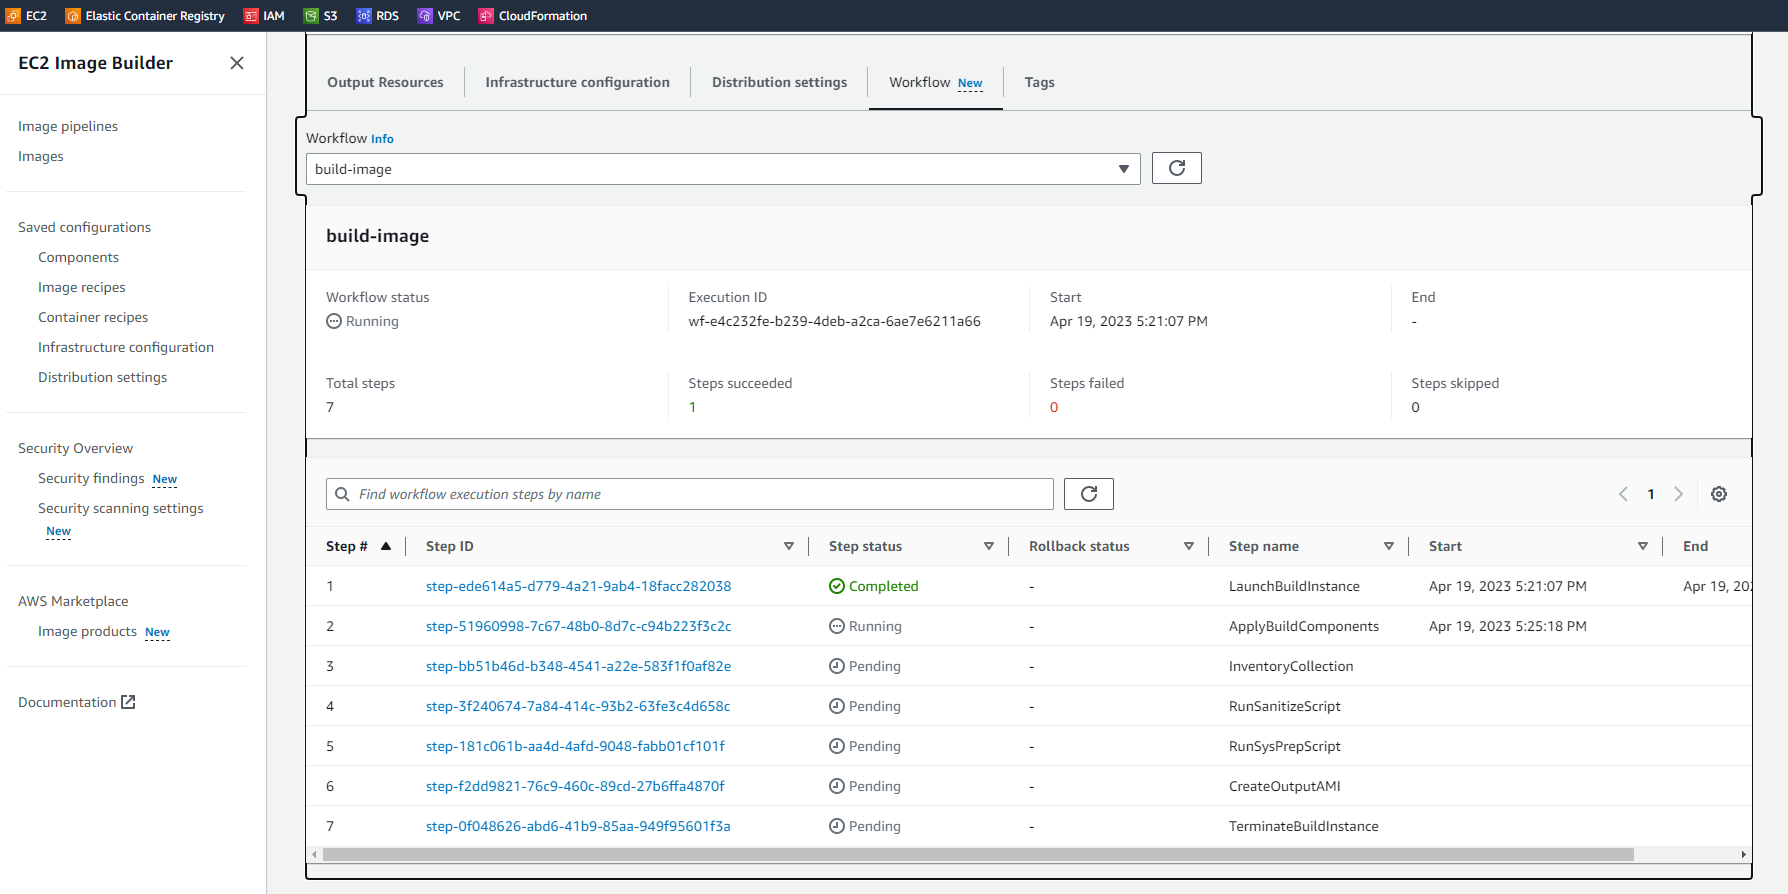 EC2 Elastic Container Registry IAM S3 RDS VPC CloudFormation
EC2 Image Builder
Image pipelines
Images
Saved configurations
Components
Image recipes
Container recipes
Infrastructure configuration
Distribution settings
Security Overview
Security findings New
Security scanning settings
New
AWS Marketplace
Image products New
Documentation
Output Resources Infrastructure configuration Distribution settings Workflow New Tags
Workflow Info
build-image
build-image
Workflow status
Running
Execution ID
wf-e4c232fe-b239-4deb-a2ca-6ae7e6211a66
Start
Apr 19, 2023 5:21:07 PM
End
-
Total steps
7
Steps succeeded
1
Steps failed
0
Steps skipped
0
Find workflow execution steps by name
1
Step # Step ID Step status Rollback status Step name Start End
1 step-ede614a5-d779-4a21-9ab4-18facc282038 Completed - LaunchBuildInstance Apr 19, 2023 5:21:07 PM Apr 19, 202
2 step-51960998-7c67-48b0-8d7c-c94b223f3c2c Running - ApplyBuildComponents Apr 19, 2023 5:25:18 PM
3 step-bb51b46d-b348-4541-a22e-583f1f0af82e Pending - InventoryCollection
4 step-3f240674-7a84-414c-93b2-63fe3c4d658c Pending - RunSanitizeScript
5 step-181c061b-aa4d-4afd-9048-fabb01cf101f Pending - RunSysPrepScript
6 step-f2dd9821-76c9-460c-89cd-27b6ffa4870f Pending - CreateOutputAMI
7 step-0f048626-abd6-41b9-85aa-949f95601f3a Pending - TerminateBuildInstance